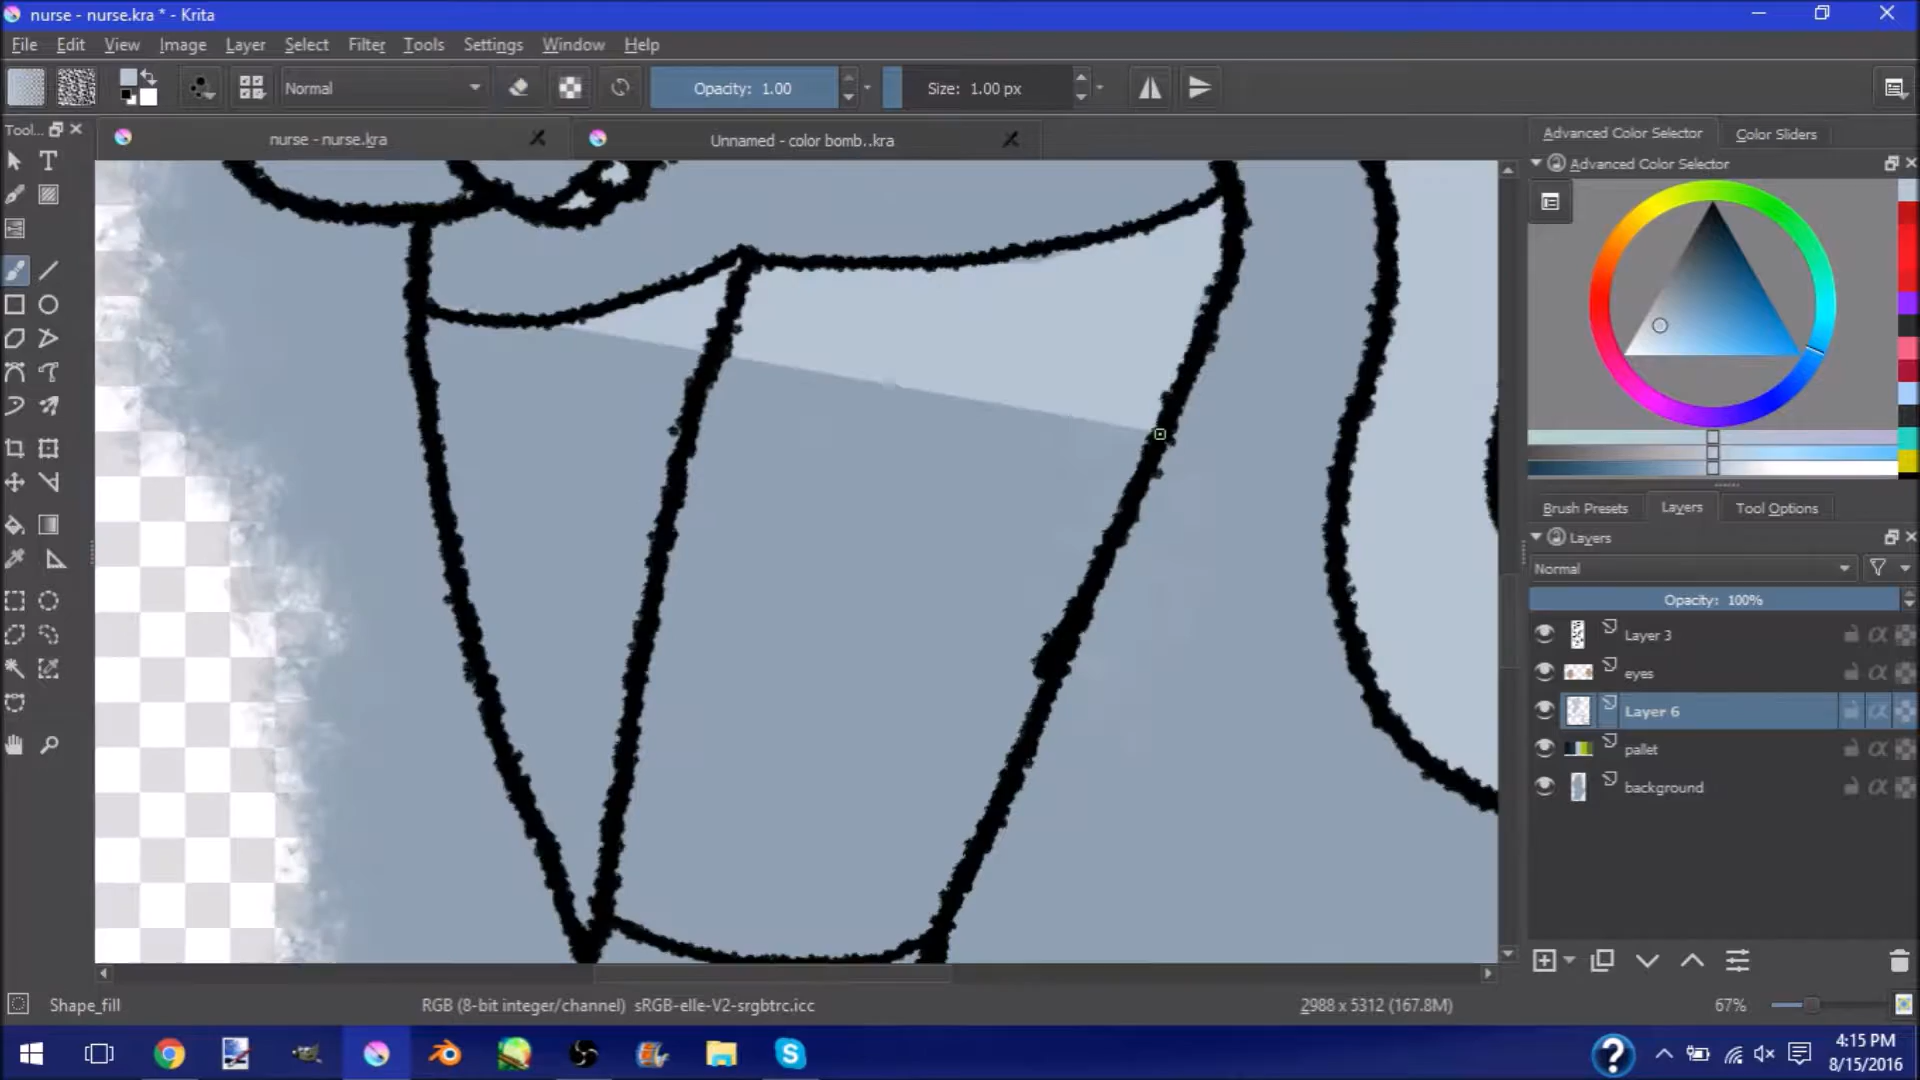 nurse - nurse.kra * - Krita
File Edit View Image Layer Select Filter Tools Settings Window Help
Normal Opacity: 1.00 Size: 1.00 px
Tool... nurse - nurse.kra Unnamed - color bomb..kra Advanced Color Selector Color Sliders
Advanced Color Selector
Brush Presets Layers Tool Options
Layers
Normal
Opacity: 100%
Layer 3
eyes
Layer 6
pallet
background
Shape_fill RGB (8-bit integer/channel) sRGB-elle-V2-srgbtrc.icc 2988 x 5312 (167.8M) 67%
4:15 PM
8/15/2016